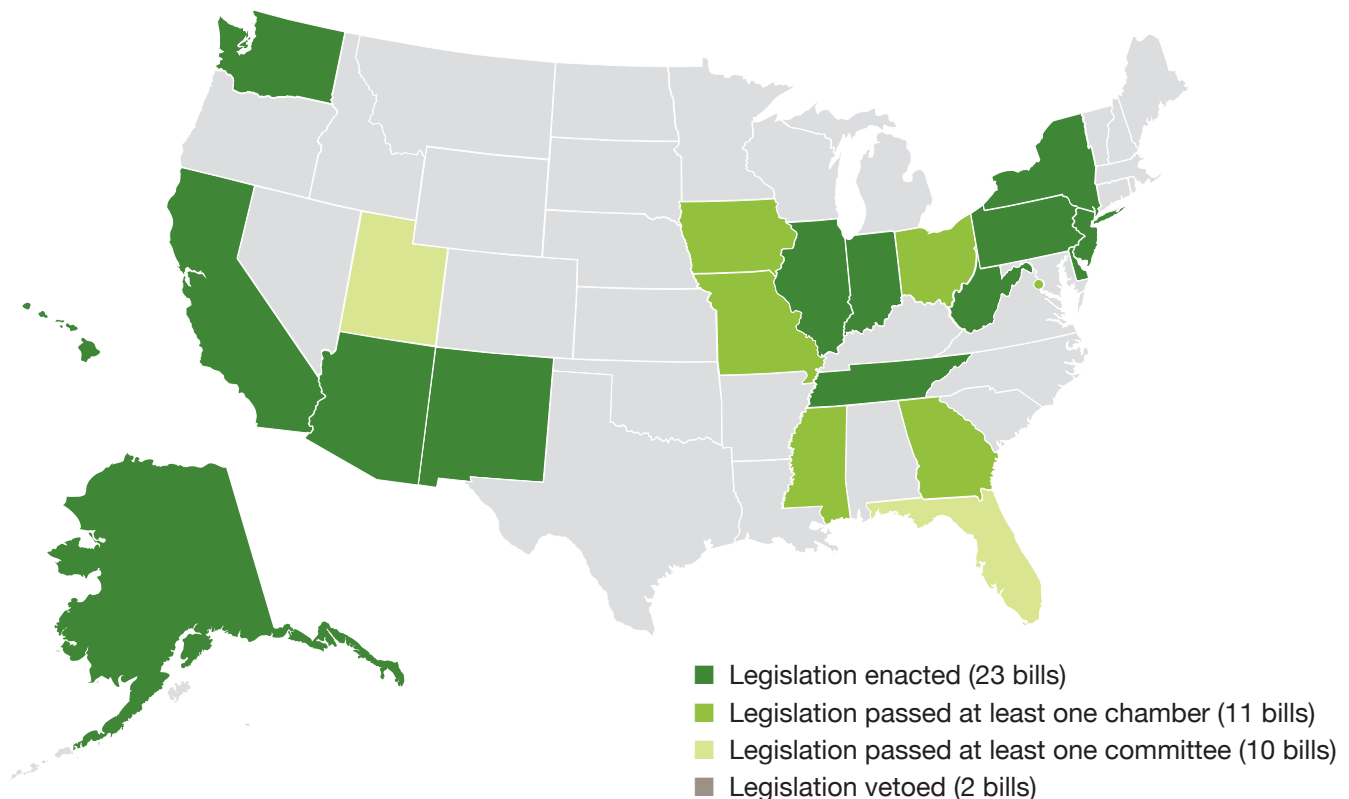 Legislation enacted (23 bills)
Legislation passed at least one chamber (11 bills)
Legislation passed at least one committee (10 bills)
Legislation vetoed (2 bills)